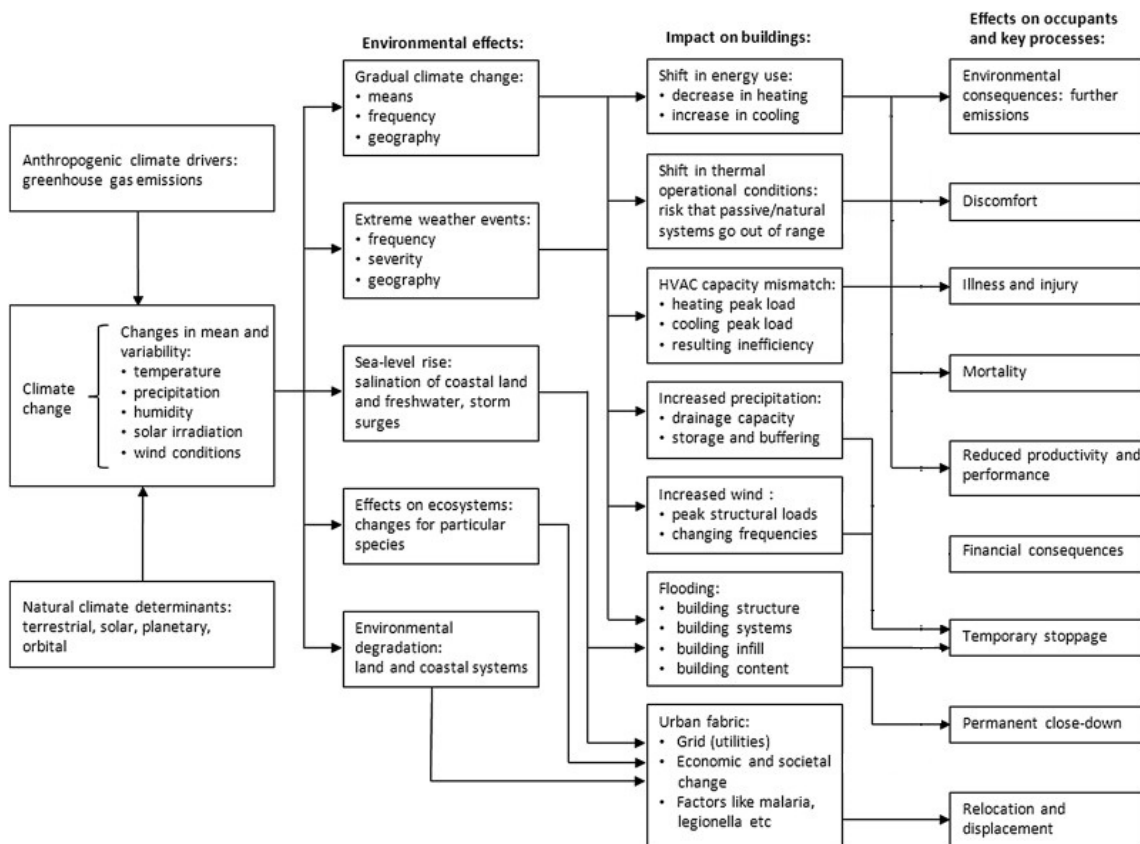 Effects on occupants
and key processes:
Environmental effects:
Impact on buildings:
Anthropogenic climate drivers:
greenhouse gas emissions
Climate
change
Changes in mean and
variability:
• temperature
• precipitation
• humidity
• solar irradiation
• wind conditions
Natural climate determinants:
terrestrial, solar, planetary,
orbital
Gradual climate change:
• means
• frequency
• geography
Extreme weather events:
• frequency
• severity
• geography
Sea-level rise:
salination of coastal land
and freshwater, storm
surges
Effects on ecosystems:
changes for particular
species
Environmental
degradation:
land and coastal systems
Shift in energy use:
• decrease in heating
• increase in cooling
Shift in thermal
operational conditions:
risk that passive/natural
systems go out of range
HVAC capacity mismatch:
• heating peak load
• cooling peak load
• resulting inefficiency
Increased precipitation:
• drainage capacity
• storage and buffering
Increased wind :
• peak structural loads
• changing frequencies
Flooding:
• building structure
• building systems
• building infill
• building content
Urban fabric:
• Grid (utilities)
• Economic and societal
change
• Factors like malaria,
legionella etc
Environmental
consequences: further
emissions
Discomfort
Illness and injury
Mortality
Reduced productivity and
performance
Financial consequences
Temporary stoppage
Permanent close-down
Relocation and
displacement